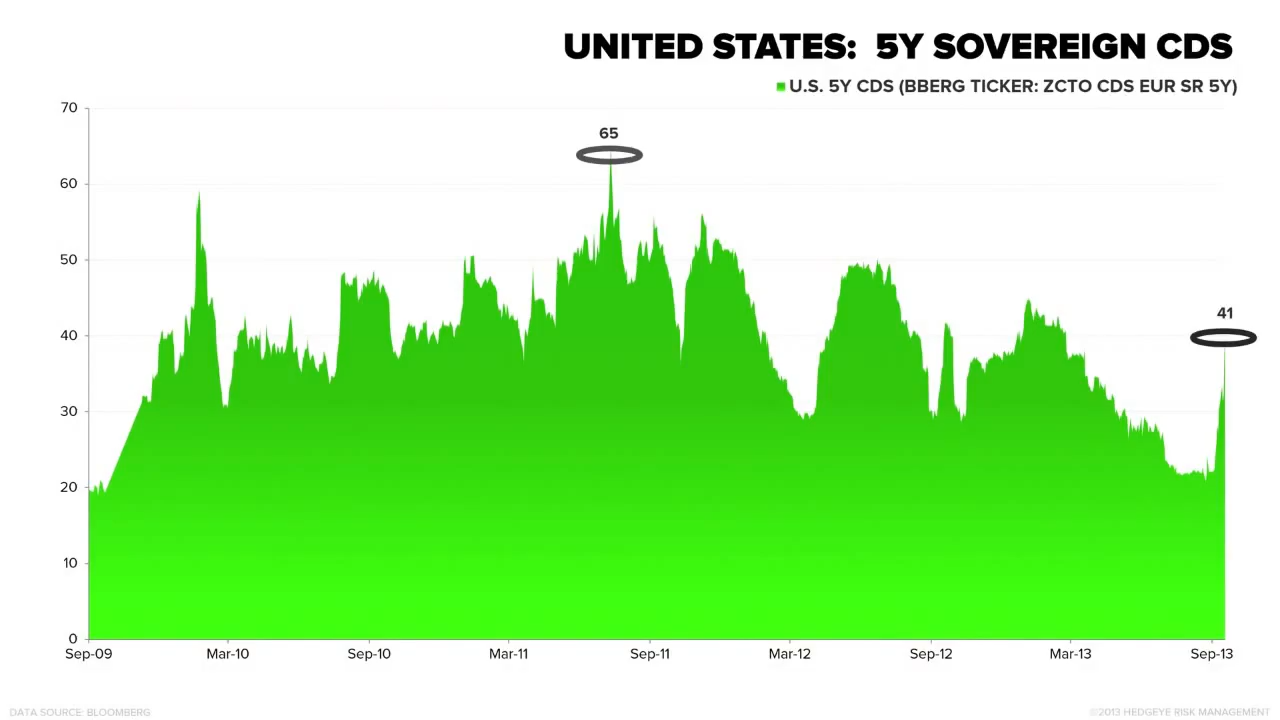 UNITED STATES: 5Y SOVEREIGN CDS
U.S. 5Y CDS (BBERG TICKER: ZCTO CDS EUR SR 5Y)
70
65
60
50
41
40
30
20
10
0
Sep-09 Mar-10 Sep-10 Mar-11 Sep-11 Mar-12 Sep-12 Mar-13 Sep-13
DATA SOURCE: BLOOMBERG
©2013 HEDGEYE RISK MANAGEMENT